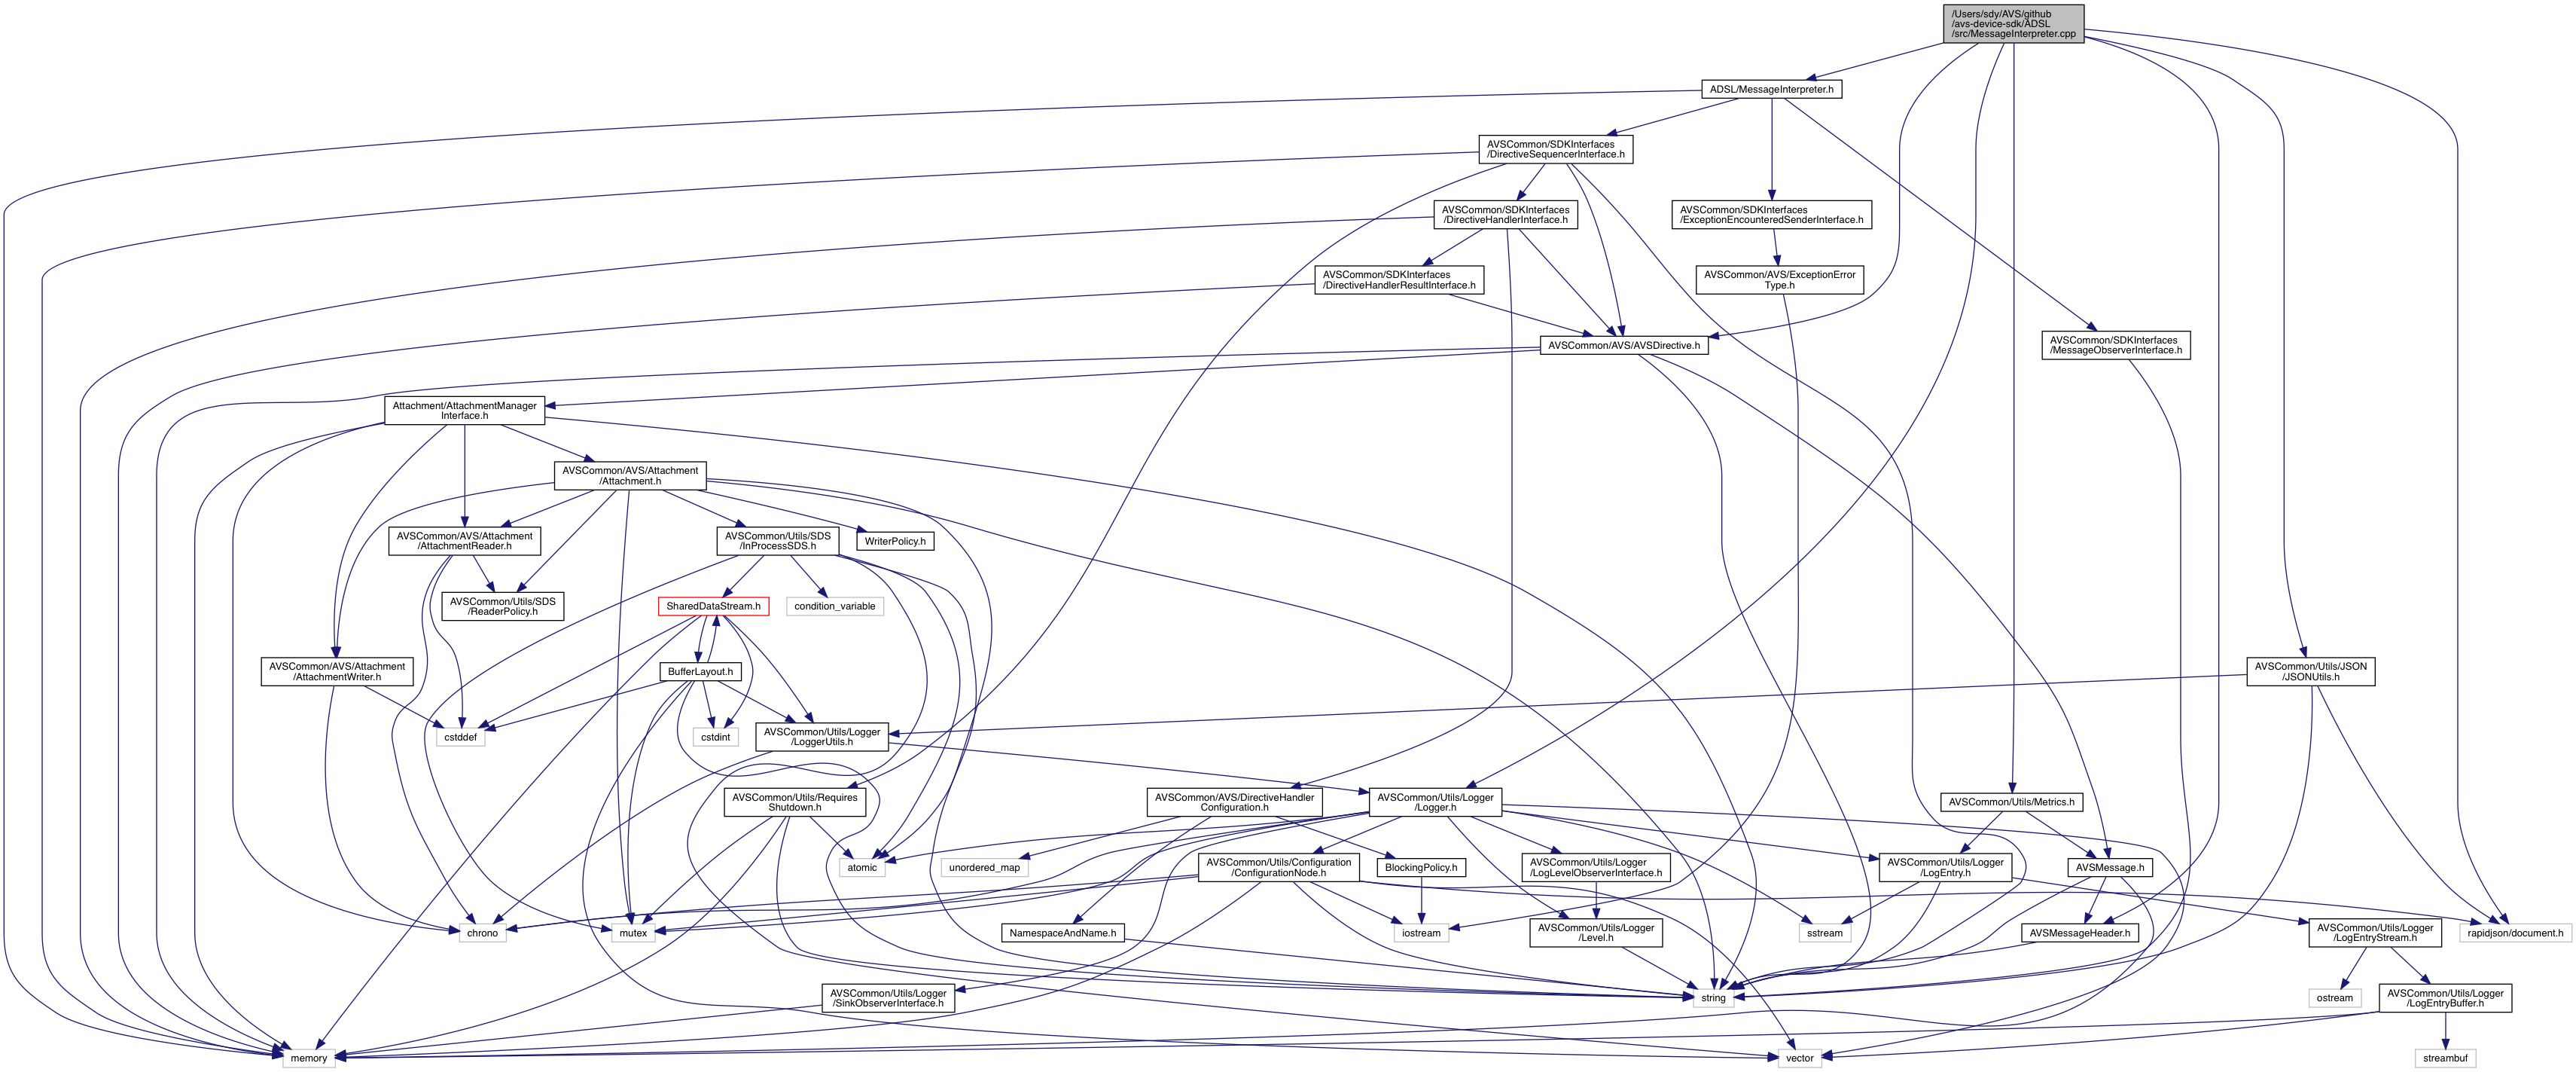 /Users/sdy/AVS/github
/avs-device-sdk/ADSL
/src/MessageInterpreter.cpp
ADSL/MessageInterpreter.h
AVSCommon/SDKInterfaces
/DirectiveSequencerInterface.h
AVSCommon/SDKInterfaces
/DirectiveHandlerInterface.h
AVSCommon/SDKInterfaces
/ExceptionEncounteredSenderInterface.h
AVSCommon/SDKInterfaces
/DirectiveHandlerResultInterface.h
AVSCommon/AVS/ExceptionError
Type.h
AVSCommon/AVS/AVSDirective.h
AVSCommon/SDKInterfaces
/MessageObserverInterface.h
Attachment/AttachmentManager
Interface.h
AVSCommon/AVS/Attachment
/Attachment.h
AVSCommon/AVS/Attachment
/AttachmentReader.h
AVSCommon/Utils/SDS
/InProcessSDS.h
WriterPolicy.h
AVSCommon/Utils/SDS
/ReaderPolicy.h
SharedDataStream.h
condition_variable
AVSCommon/AVS/Attachment
/AttachmentWriter.h
BufferLayout.h
AVSCommon/Utils/JSON
/JSONUtils.h
cstddef
cstdint
AVSCommon/Utils/Logger
/LoggerUtils.h
AVSCommon/Utils/Requires
Shutdown.h
AVSCommon/AVS/DirectiveHandler
Configuration.h
AVSCommon/Utils/Logger
/Logger.h
AVSCommon/Utils/Metrics.h
atomic
unordered_map
AVSCommon/Utils/Configuration
/ConfigurationNode.h
BlockingPolicy.h
AVSCommon/Utils/Logger
/LogLevelObserverInterface.h
AVSCommon/Utils/Logger
/LogEntry.h
AVSMessage.h
chrono
mutex
NamespaceAndName.h
iostream
AVSCommon/Utils/Logger
/Level.h
sstream
AVSMessageHeader.h
AVSCommon/Utils/Logger
/LogEntryStream.h
rapidjson/document.h
AVSCommon/Utils/Logger
/SinkObserverInterface.h
string
ostream
AVSCommon/Utils/Logger
/LogEntryBuffer.h
memory
vector
streambuf